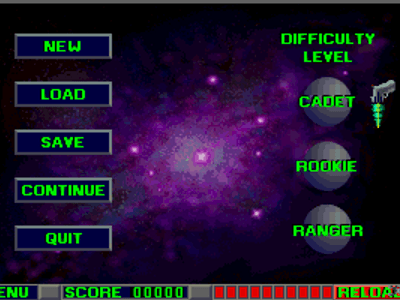 NEW
LOAD
SAVE
CONTINUE
QUIT
DIFFICULTY
LEVEL
CADET
ROOKIE
RANGER
ENU SCORE 00000 RELOA